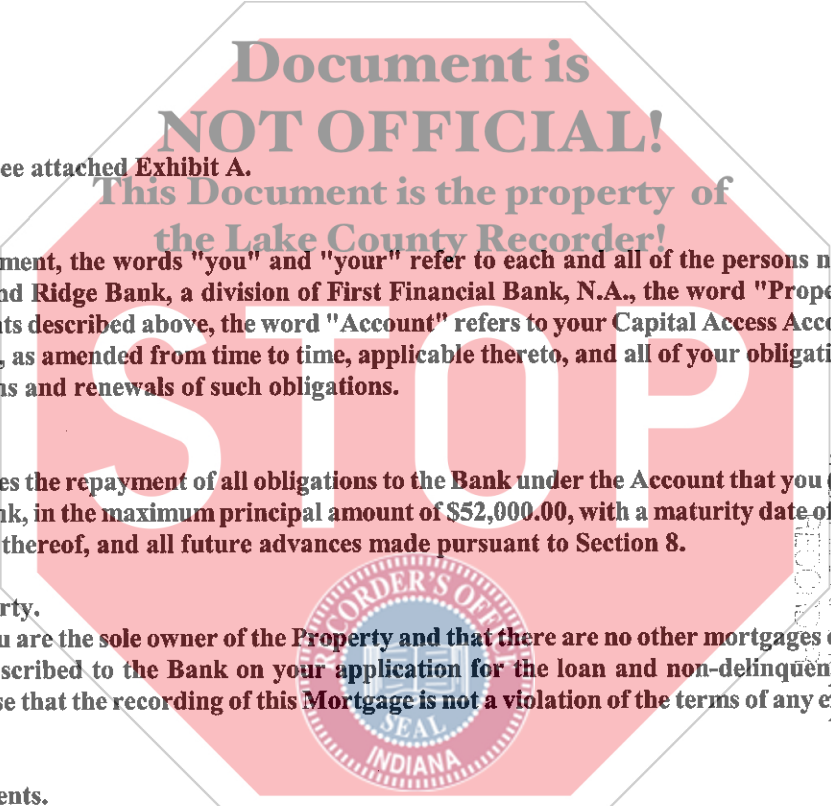 Document is
NOT OFFICIAL!
ee attached Exhibit A.
This Document is the property of
the Lake County Recorder!
ment, the words "you" and "your" refer to each and all of the persons n
nd Ridge Bank, a division of First Financial Bank, N.A., the word "Prope
nts described above, the word "Account" refers to your Capital Access Acco
, as amended from time to time, applicable thereto, and all of your obligati
ns and renewals of such obligations.
STOP
es the repayment of all obligations to the Bank under the Account that you
nk, in the maximum principal amount of $52,000.00, with a maturity date of
thereof, and all future advances made pursuant to Section 8.
rty.
u are the sole owner of the Property and that there are no other mortgages
scribed to the Bank on your application for the loan and non-delinquen
se that the recording of this Mortgage is not a violation of the terms of any e
RECORDER'S OFFICE
SEAL
INDIANA
ents.